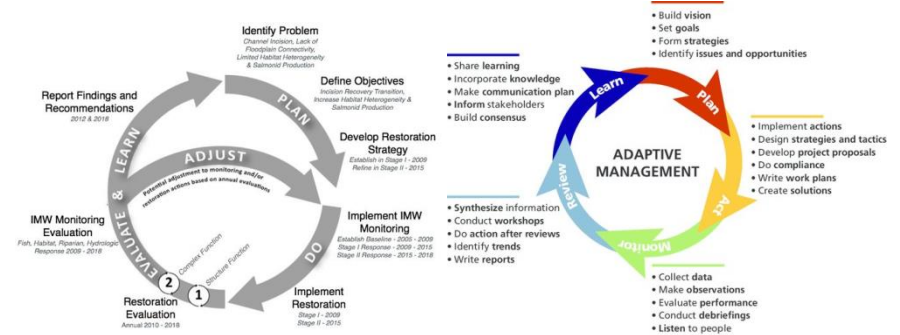 Identify Problem
Channel Incision, Lack of
Floodplain Connectivity,
Limited Habitat Heterogeneity
& Salmonid Production
Define Objectives
Incision Recovery Transition,
Increase Habitat Heterogeneity &
Salmonid Production
Develop Restoration
Strategy
Establish in Stage I - 2009
Refine in Stage II - 2015
Implement IMW
Monitoring
Establish Baseline - 2005 - 2009
Stage I Response - 2009 - 2015
Stage II Response - 2015 - 2018
Implement
Restoration
Stage I - 2009
Stage II - 2015
Restoration
Evaluation
Annual 2010 - 2018
IMW Monitoring
Evaluation
Fish, Habitat, Riparian, Hydrologic
Response 2009 - 2018
Report Findings and
Recommendations
2012 & 2018
PLAN
DO
EVALUATE & LEARN
ADJUST
Potential adjustment to monitoring and/or
restoration actions based on annual evaluations
Complex Function
Structure Function
2
1
• Build vision
• Set goals
• Form strategies
• Identify issues and opportunities
• Share learning
• Incorporate knowledge
• Make communication plan
• Inform stakeholders
• Build consensus
Learn
Plan
ADAPTIVE
MANAGEMENT
• Implement actions
• Design strategies and tactics
• Develop project proposals
• Do compliance
• Write work plans
• Create solutions
Review
Act
Monitor
• Synthesize information
• Conduct workshops
• Do action after reviews
• Identify trends
• Write reports
• Collect data
• Make observations
• Evaluate performance
• Conduct debriefings
• Listen to people